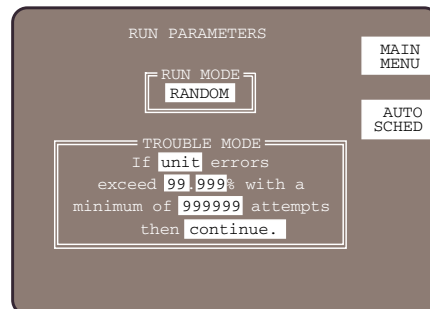 RUN PARAMETERS
MAIN
MENU
RUN MODE
RANDOM
AUTO
SCHED
TROUBLE MODE
If unit errors
exceed 99.999% with a
minimum of 999999 attempts
then continue.